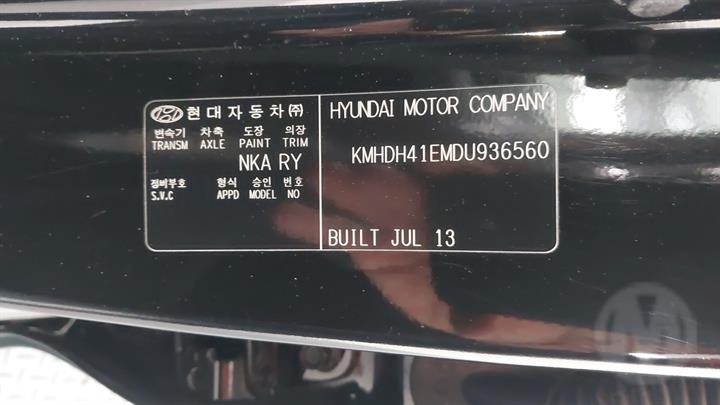 현대자동차㈜
변속기 차축 도장 의장
TRANSM AXLE PAINT TRIM
NKA RY
정비부호 형식 승인 번호
S.V.C APPD MODEL NO
HYUNDAI MOTOR COMPANY
KMHDH41EMDU936560
BUILT JUL 13